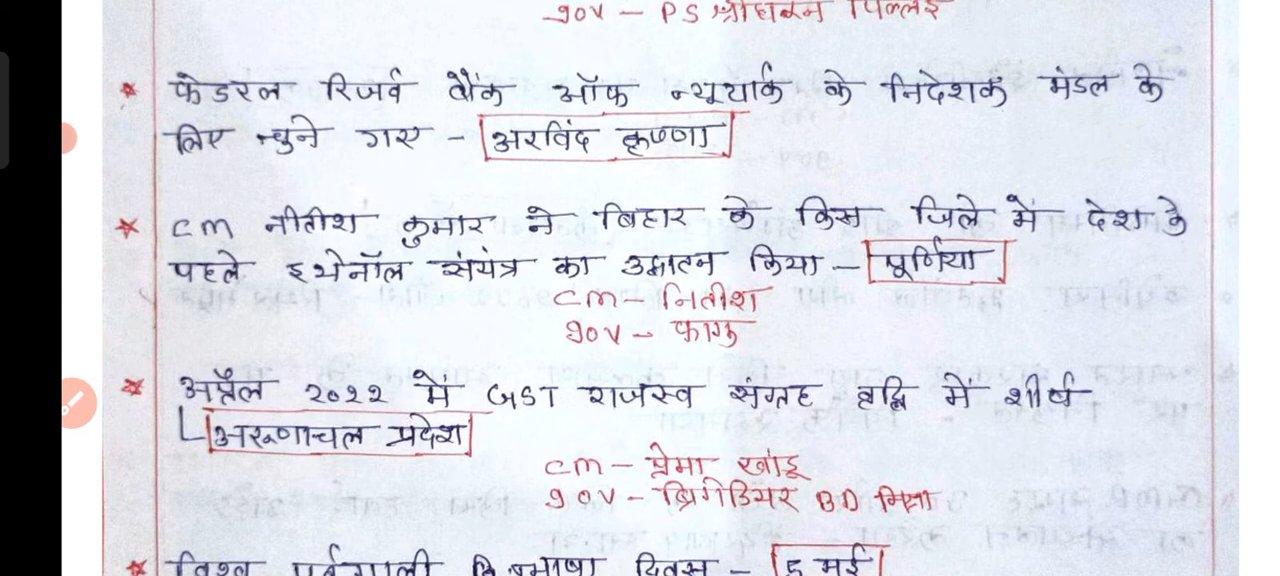 gov – PS श्रीधरन पिल्लई
* फेडरल रिजर्व बैंक ऑफ न्यूयॉर्क के निदेशक मंडल के
लिए चुने गए – अरविंद कृष्णा
* CM नीतीश कुमार ने बिहार के किस जिले में देश के
पहले इथेनॉल संयंत्र का उद्घाटन किया – पूर्णिया
CM – नितीश
gov – फागु
* अप्रैल २०२२ में GST राजस्व संग्रह वृद्धि में शीर्ष
अरुणाचल प्रदेश
CM – प्रेमा खांडू
gov – ब्रिगेडियर BD मिश्रा
* विश्व पुर्तगाली भाषा दिवस – 5 मई